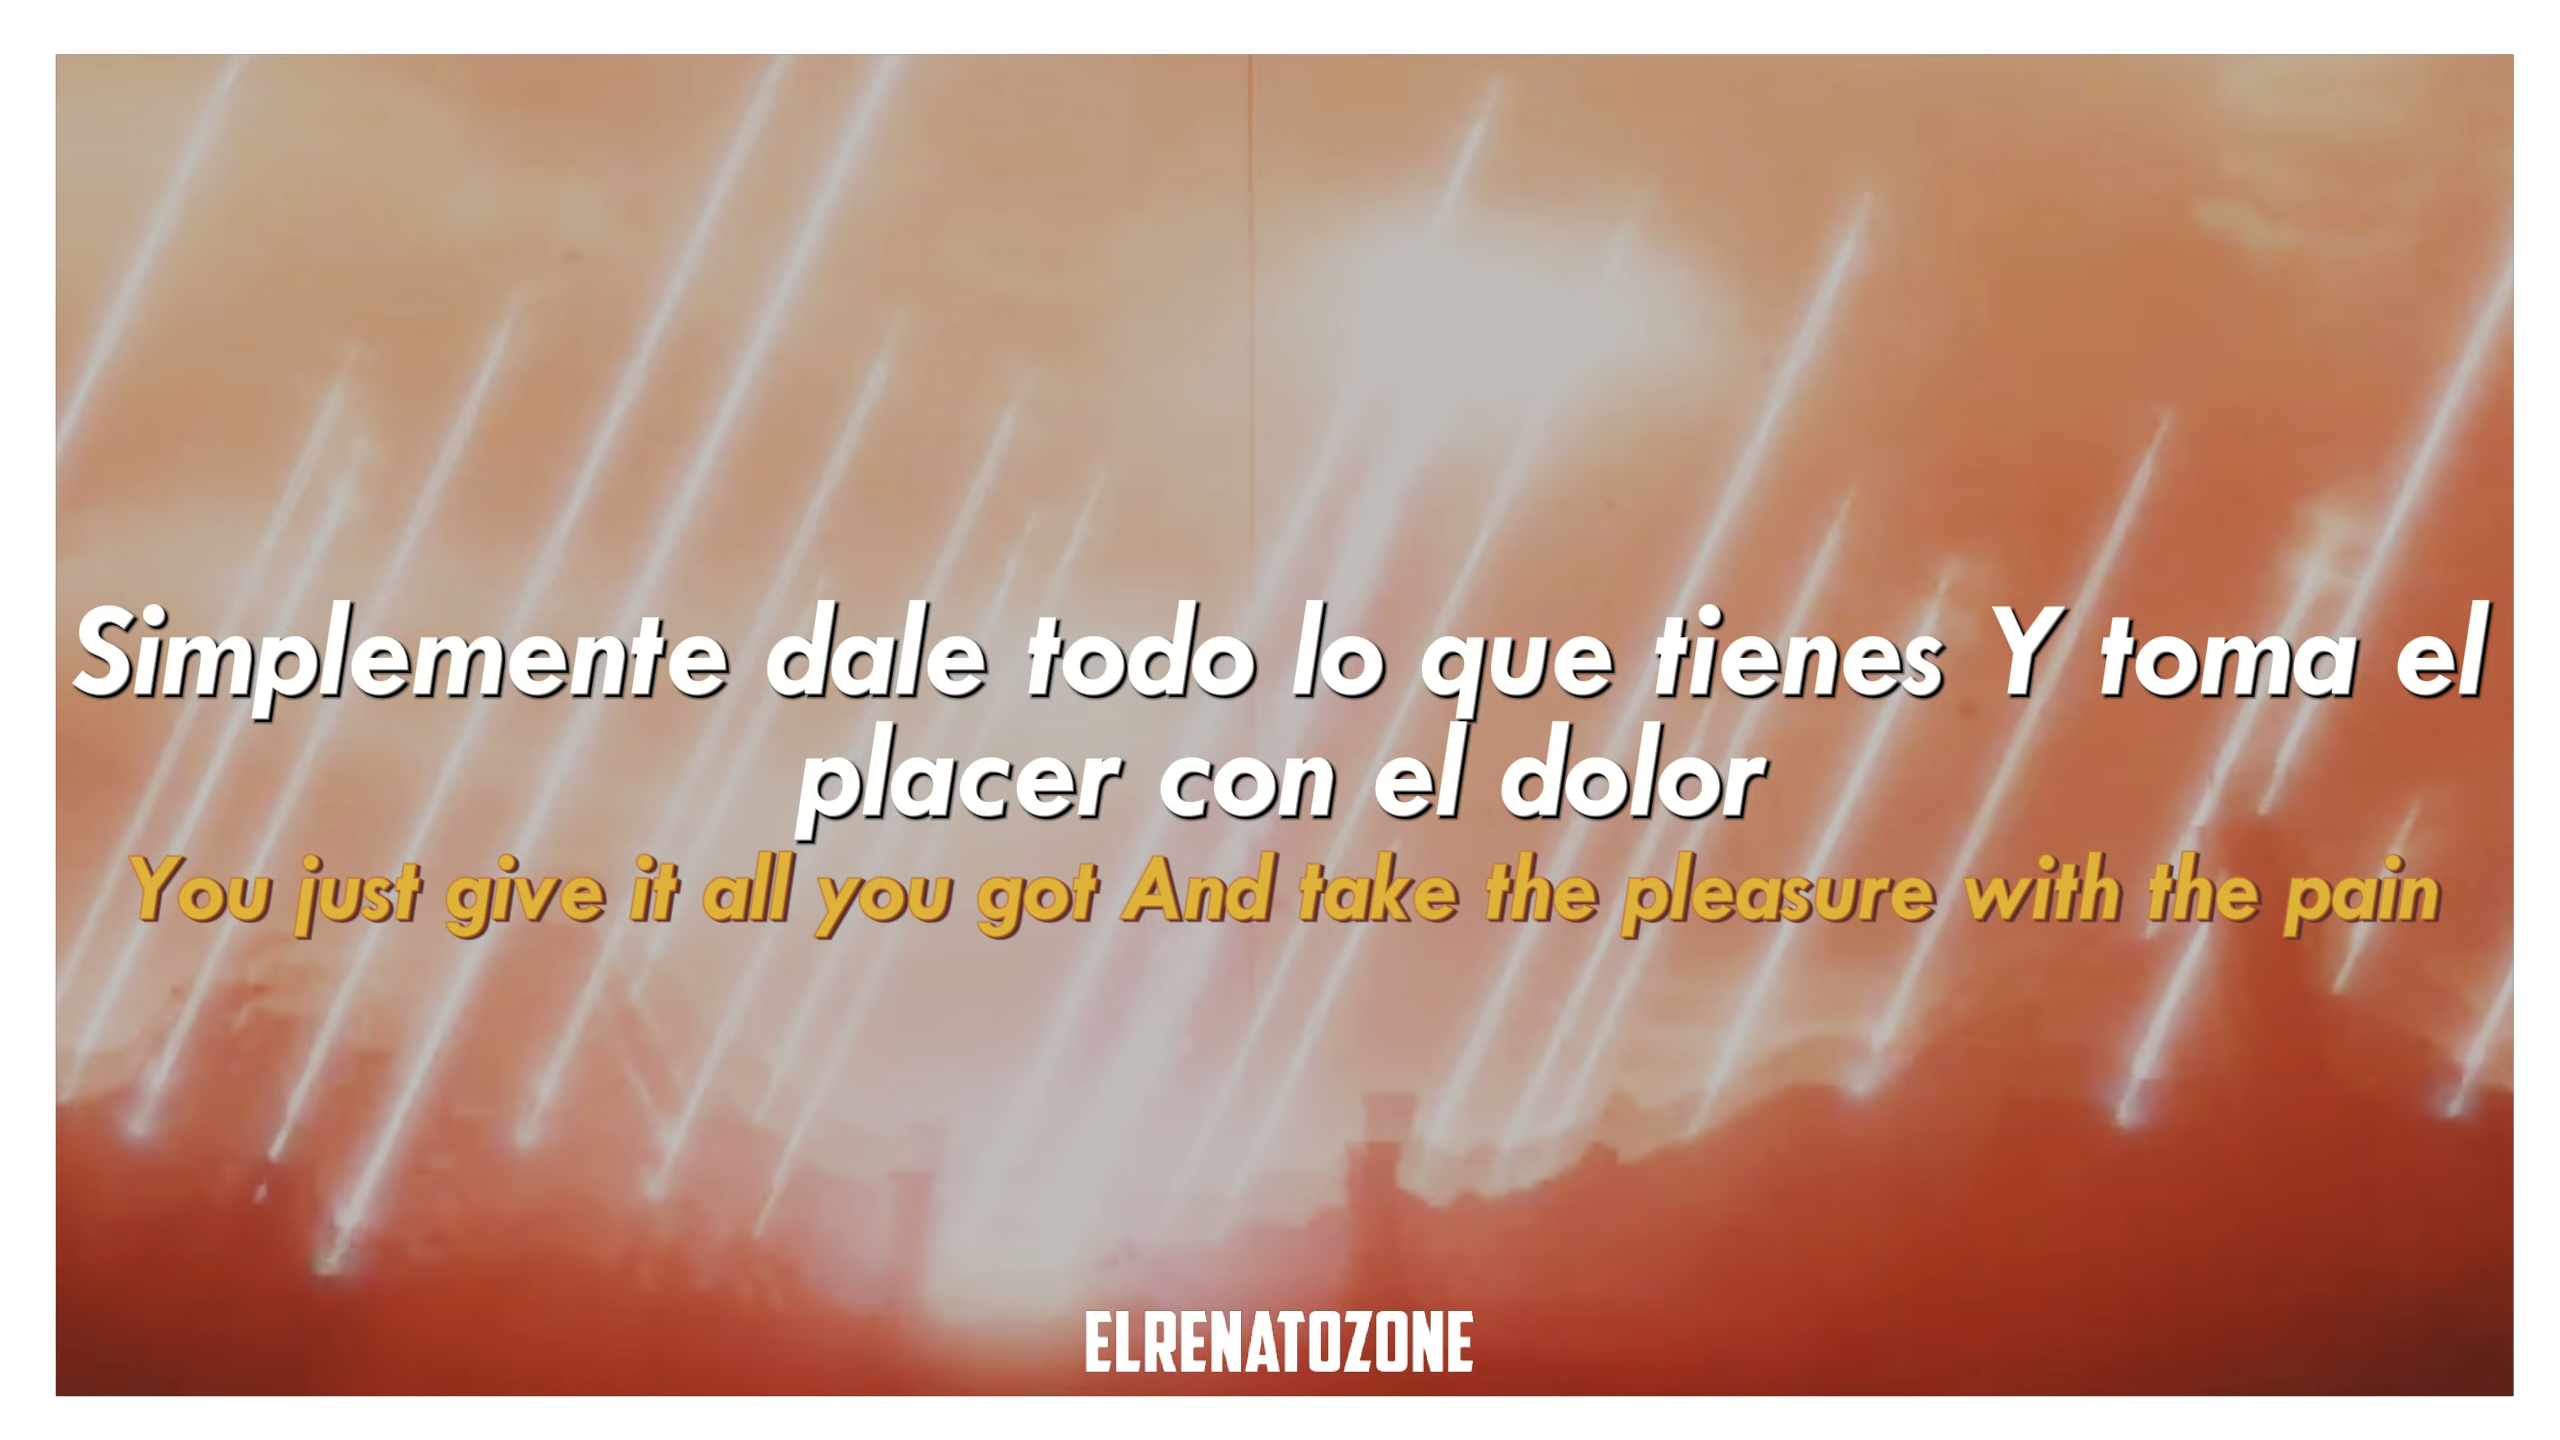 Simplemente dale todo lo que tienes Y toma el
placer con el dolor
You just give it all you got And take the pleasure with the pain
ELRENATOZONE